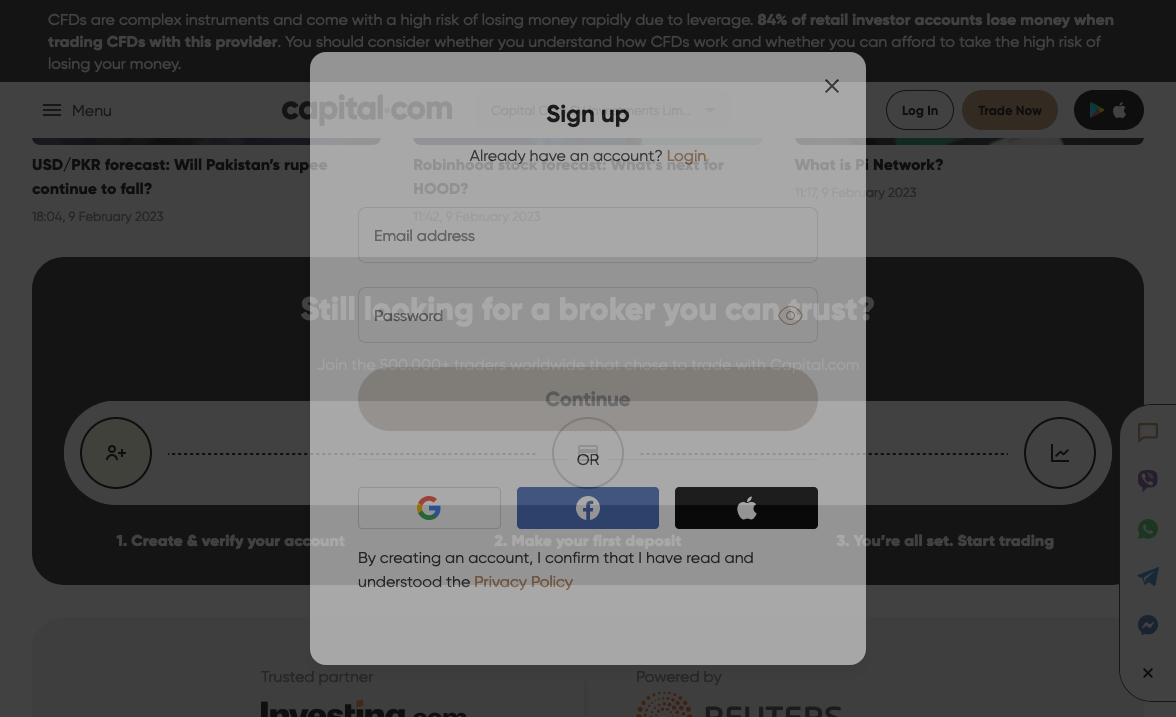 CFDs are complex instruments and come with a high risk of losing money rapidly due to leverage. 84% of retail investor accounts lose money when
trading CFDs with this provider. You should consider whether you understand how CFDs work and whether you can afford to take the high risk of
losing your money.
Menu
capital.com
Capital C
ments Lim...
Log In
Trade Now
Sign up
Already have an account? Login
USD/PKR forecast: Will Pakistan's rupee
continue to fall?
18:04, 9 February 2023
Robinhood stock forecast: What's next for
HOOD?
11:42, 9 February 2023
What is Pi Network?
11:17, 9 February 2023
Email address
Still looking for a broker you can trust?
Password
Join the 500.000+ traders worldwide that chose to trade with Capital.com
Continue
OR
1. Create & verify your account
2. Make your first deposit
3. You're all set. Start trading
By creating an account, I confirm that I have read and
understood the Privacy Policy
Trusted partner
Investing.com
Powered by
REUTERS